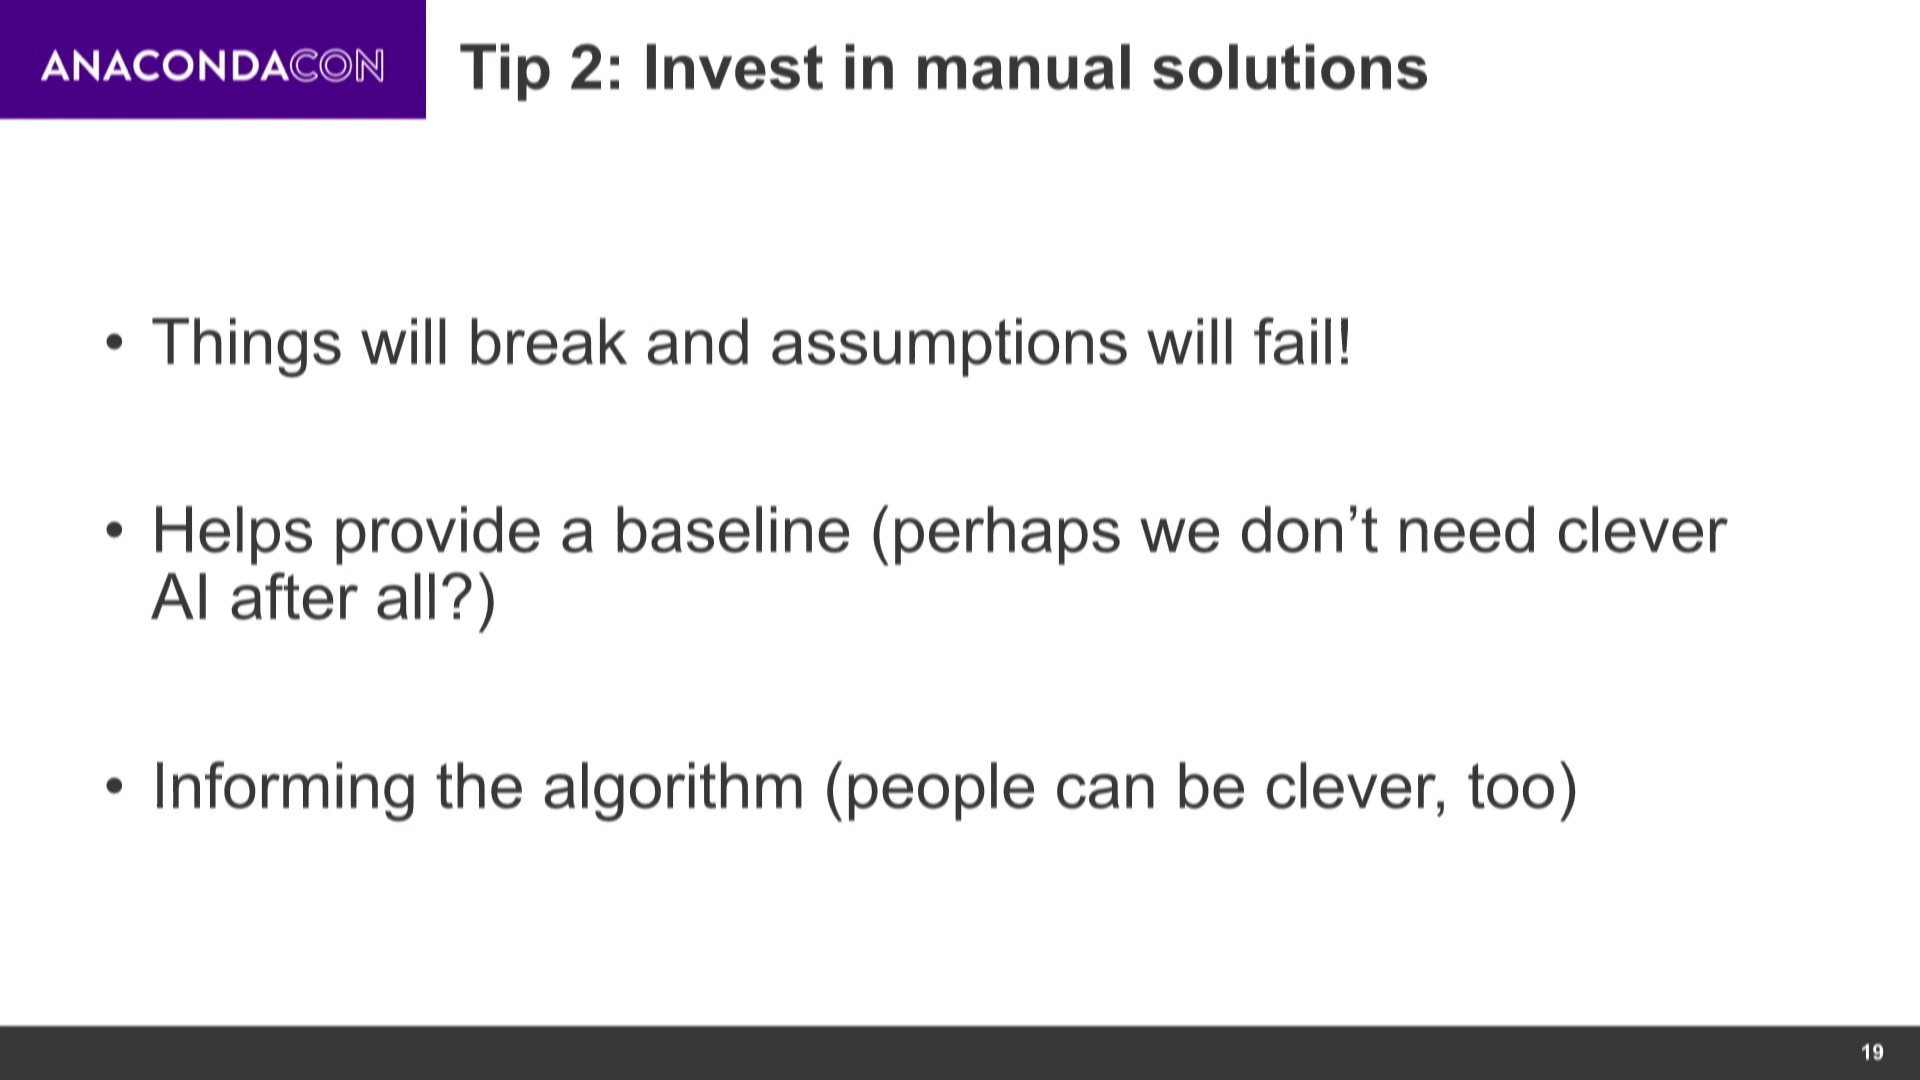 ANACONDACON
Tip 2: Invest in manual solutions
• Things will break and assumptions will fail!
• Helps provide a baseline (perhaps we don’t need clever
AI after all?)
• Informing the algorithm (people can be clever, too)
19